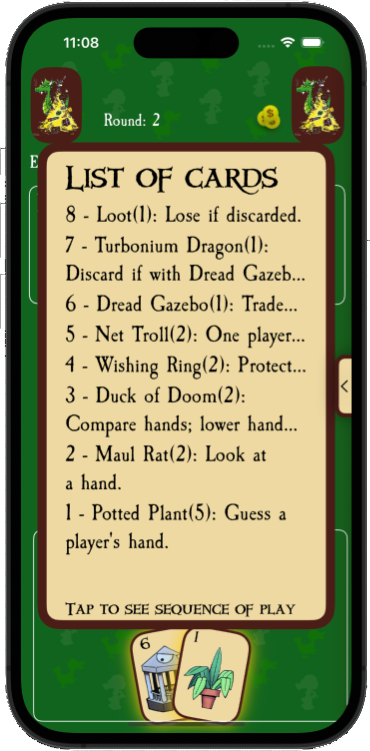 11:08
Round: 2
E
LIST OF CARDS
8 - Loot(1): Lose if discarded.
7 - Turbonium Dragon(1):
Discard if with Dread Gazeb...
6 - Dread Gazebo(1): Trade...
5 - Net Troll(2): One player...
4 - Wishing Ring(2): Protect...
3 - Duck of Doom(2):
Compare hands; lower hand...
2 - Maul Rat(2): Look at
a hand.
1 - Potted Plant(5): Guess a
player's hand.
TAP TO SEE SEQUENCE OF PLAY
6 1